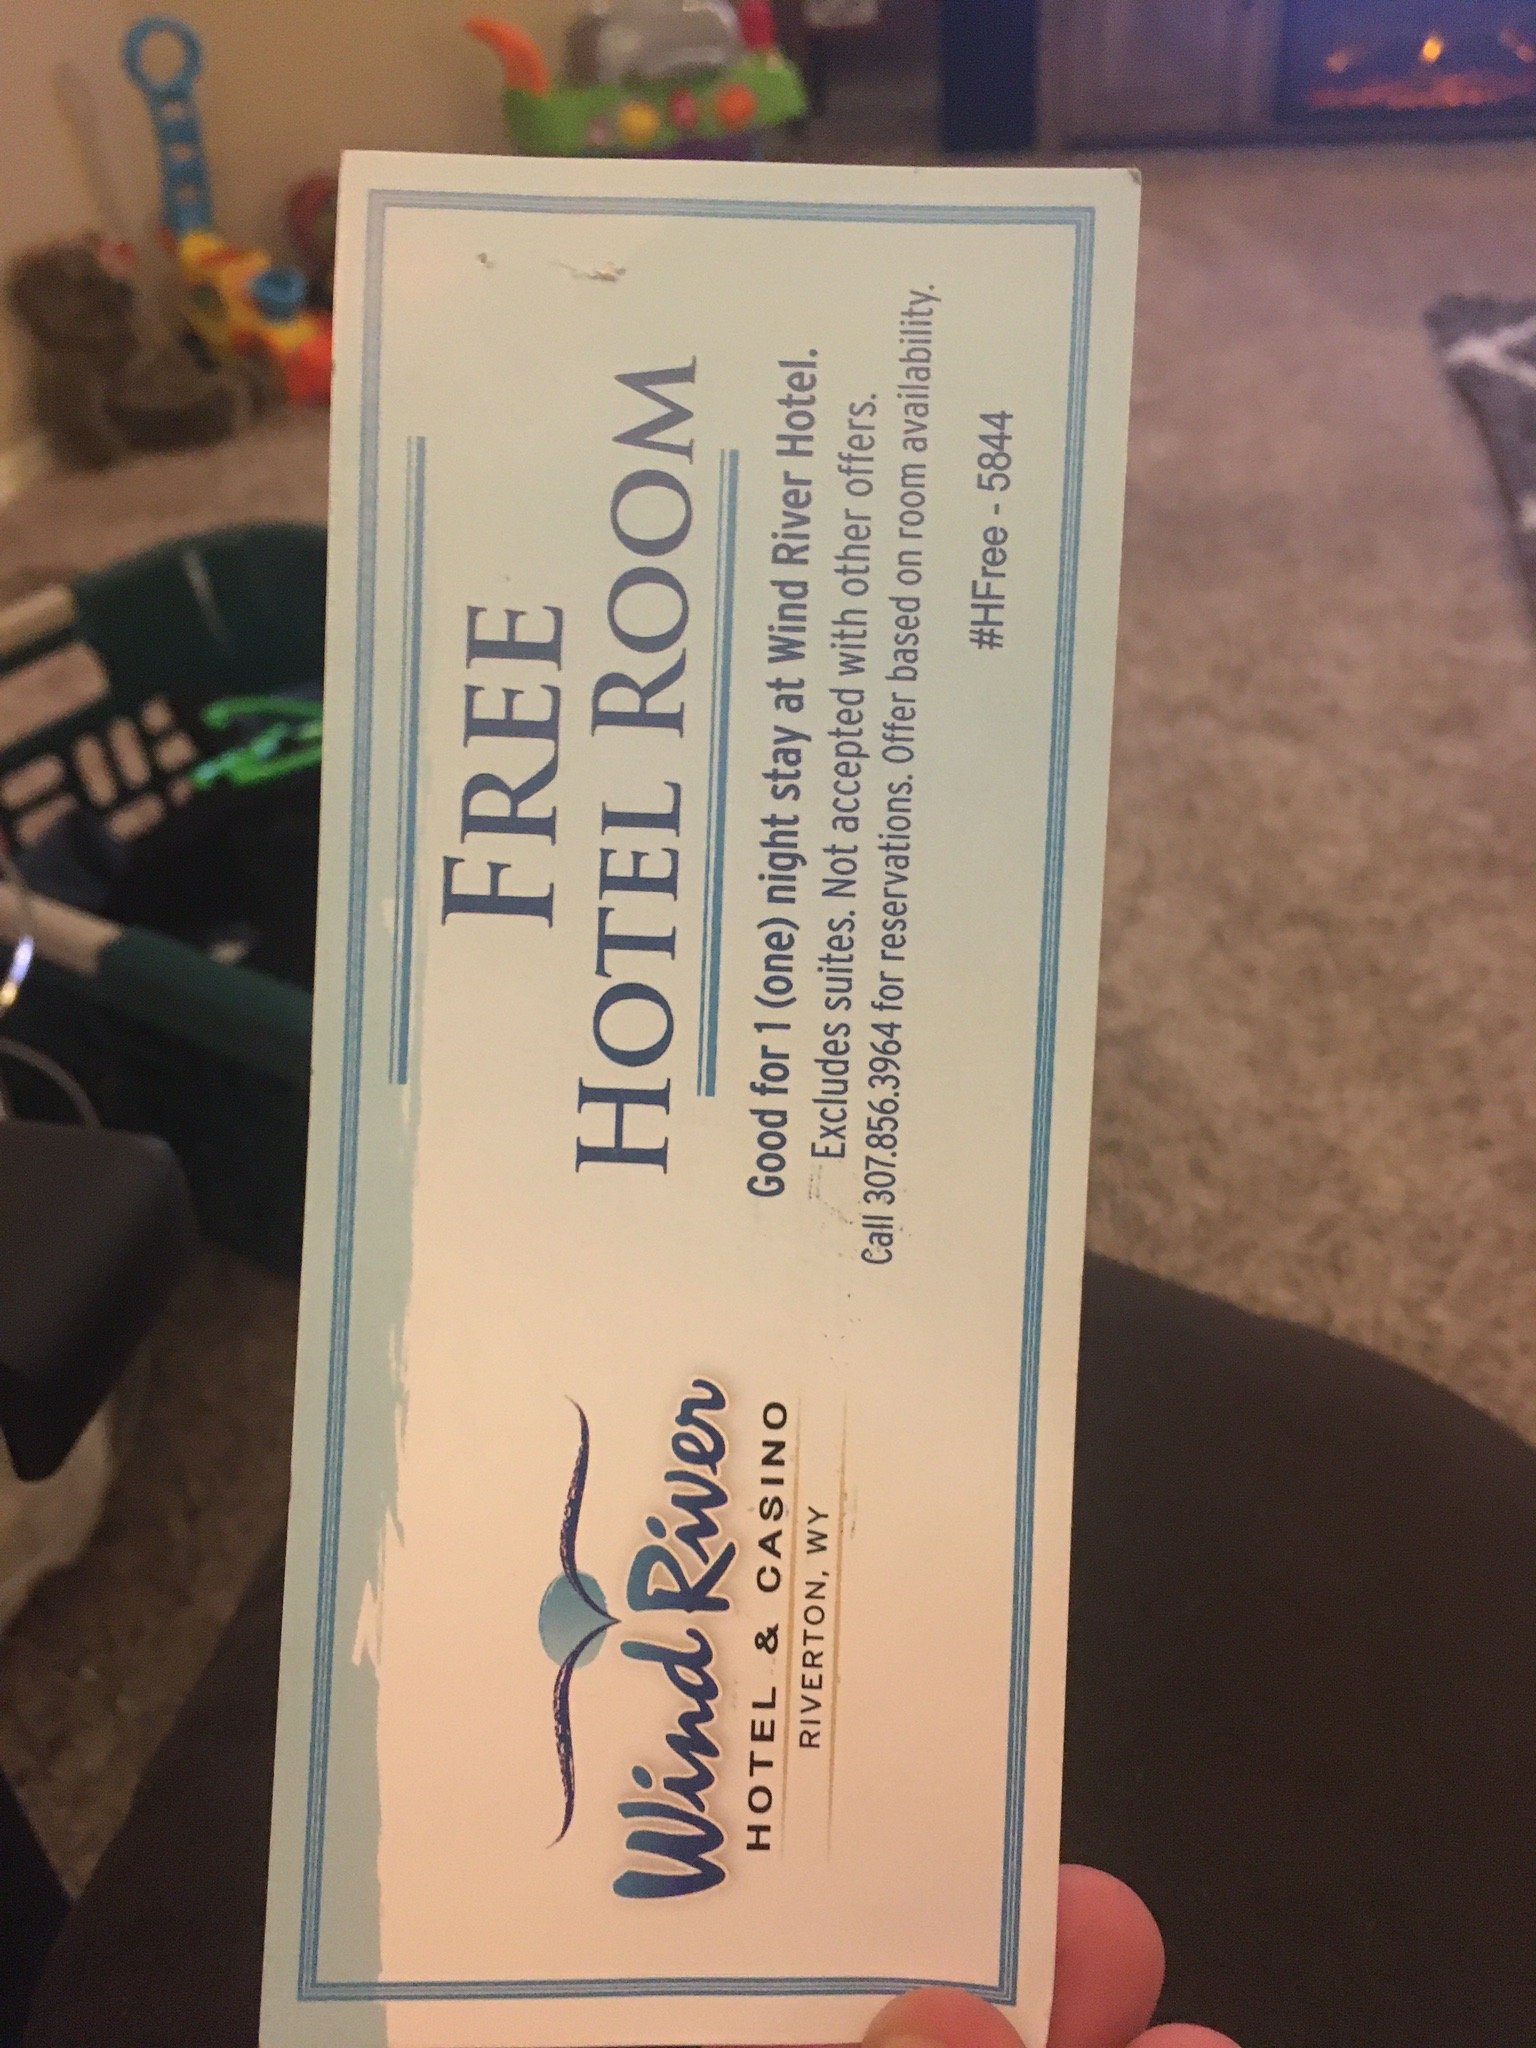 Wind River
HOTEL & CASINO
RIVERTON, WY
FREE
HOTEL ROOM
Good for 1 (one) night stay at Wind River Hotel.
Excludes suites. Not accepted with other offers.
Call 307.856.3964 for reservations. Offer based on room availability.
#HFree - 5844